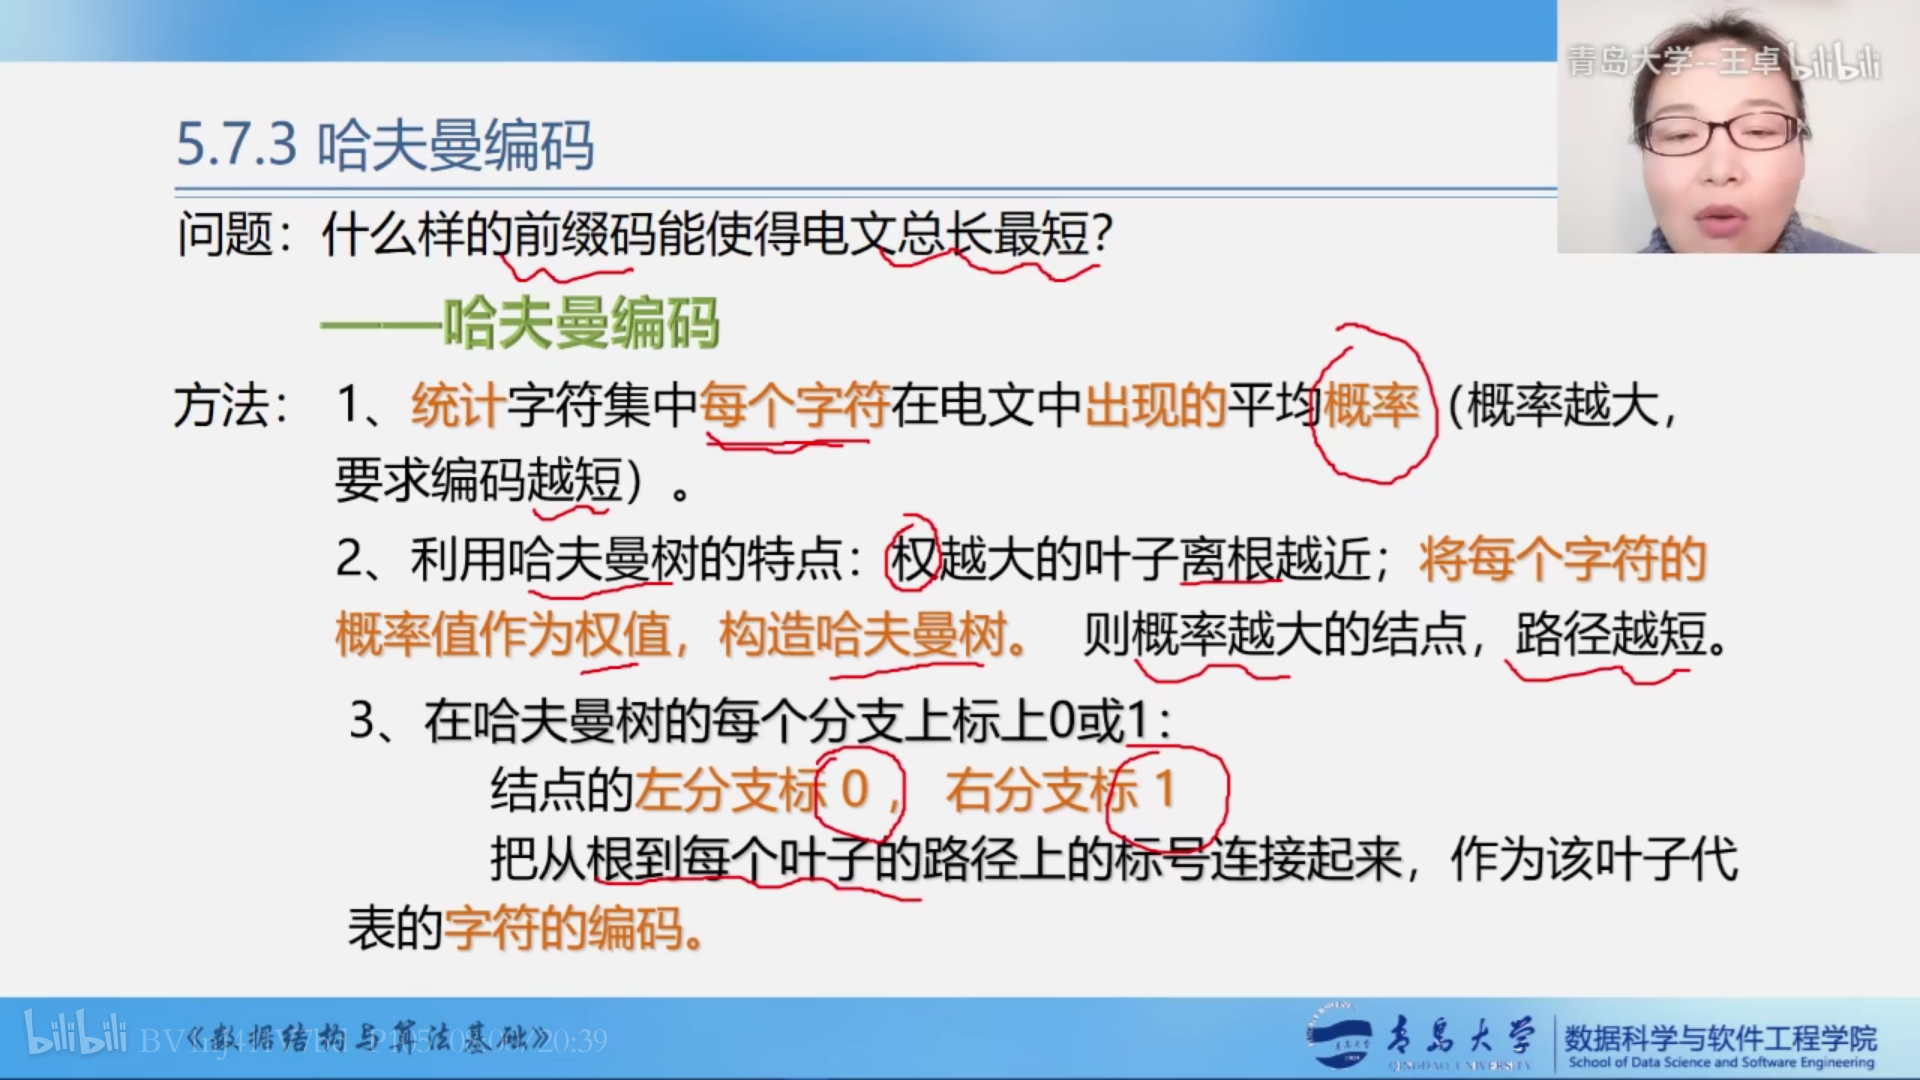 青岛大学--王卓 bilibili
5.7.3 哈夫曼编码
问题：什么样的前缀码能使得电文总长最短？
——哈夫曼编码
方法： 1、统计字符集中每个字符在电文中出现的平均概率（概率越大，
要求编码越短）。
2、利用哈夫曼树的特点：权越大的叶子离根越近；将每个字符的
概率值作为权值，构造哈夫曼树。 则概率越大的结点，路径越短。
3、在哈夫曼树的每个分支上标上0或1：
结点的左分支标 0 ， 右分支标 1
把从根到每个叶子的路径上的标号连接起来，作为该叶子代
表的字符的编码。
bilibili
《数据结构与算法基础》
20:39
青岛大学
QINGDAO UNIVERSITY
数据科学与软件工程学院
School of Data Science and Software Engineering